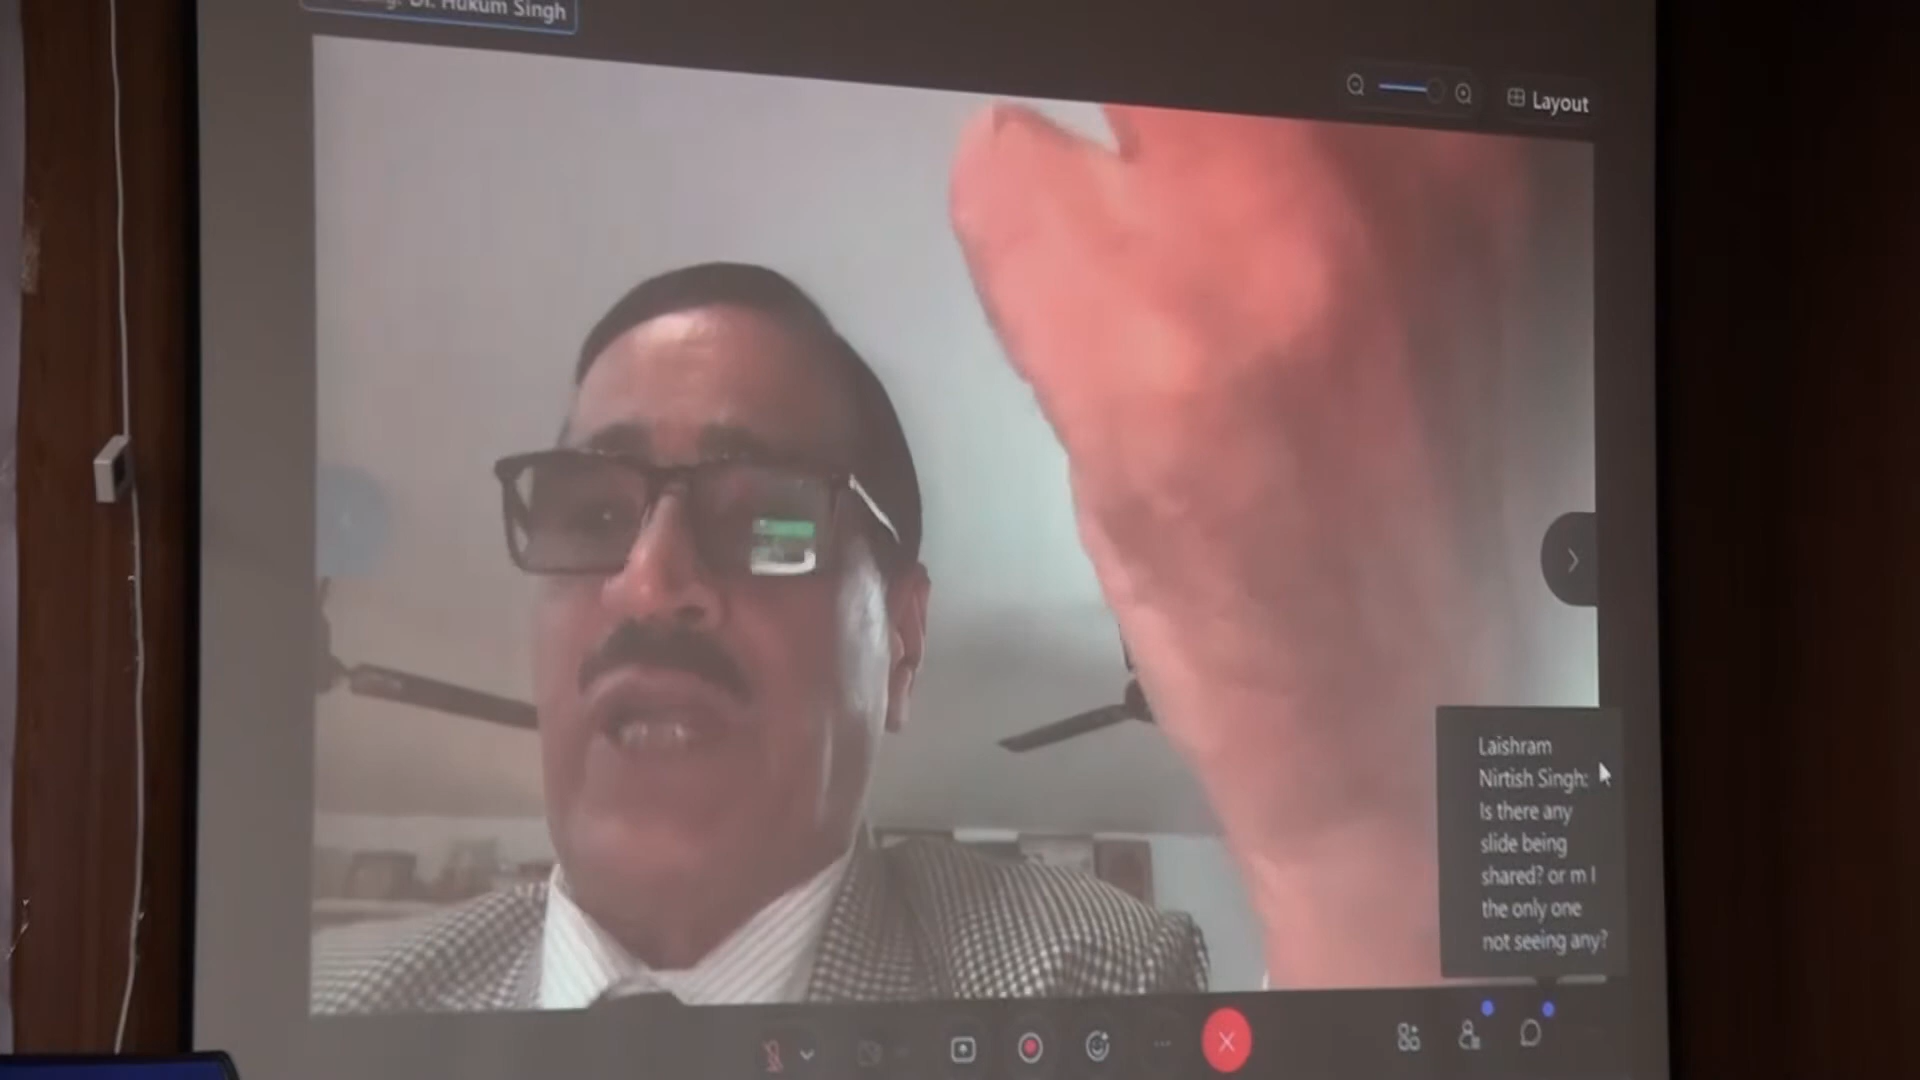 Dr. Hukum Singh
Layout
Laishram
Nirtish Singh:
Is there any
slide being
shared? or m I
the only one
not seeing any?